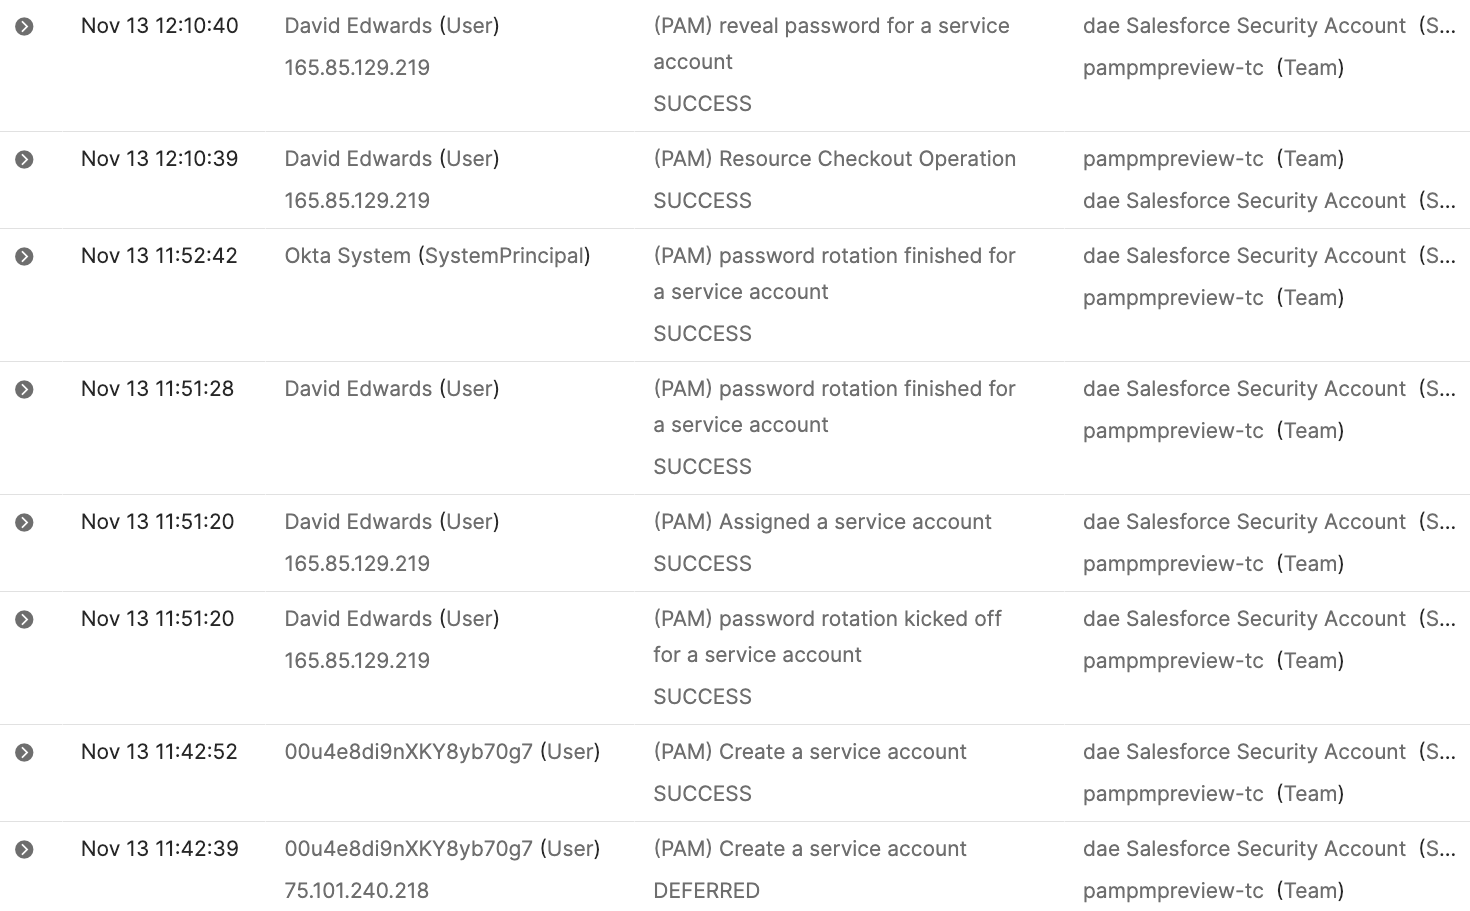 Nov 13 12:10:40 David Edwards (User) (PAM) reveal password for a service dae Salesforce Security Account (S...
165.85.129.219 account pampmpreview-tc (Team)
SUCCESS
Nov 13 12:10:39 David Edwards (User) (PAM) Resource Checkout Operation pampmpreview-tc (Team)
165.85.129.219 SUCCESS dae Salesforce Security Account (S...
Nov 13 11:52:42 Okta System (SystemPrincipal) (PAM) password rotation finished for dae Salesforce Security Account (S...
a service account pampmpreview-tc (Team)
SUCCESS
Nov 13 11:51:28 David Edwards (User) (PAM) password rotation finished for dae Salesforce Security Account (S...
a service account pampmpreview-tc (Team)
SUCCESS
Nov 13 11:51:20 David Edwards (User) (PAM) Assigned a service account dae Salesforce Security Account (S...
165.85.129.219 SUCCESS pampmpreview-tc (Team)
Nov 13 11:51:20 David Edwards (User) (PAM) password rotation kicked off dae Salesforce Security Account (S...
165.85.129.219 for a service account pampmpreview-tc (Team)
SUCCESS
Nov 13 11:42:52 00u4e8di9nXKY8yb70g7 (User) (PAM) Create a service account dae Salesforce Security Account (S...
SUCCESS pampmpreview-tc (Team)
Nov 13 11:42:39 00u4e8di9nXKY8yb70g7 (User) (PAM) Create a service account dae Salesforce Security Account (S...
75.101.240.218 DEFERRED pampmpreview-tc (Team)